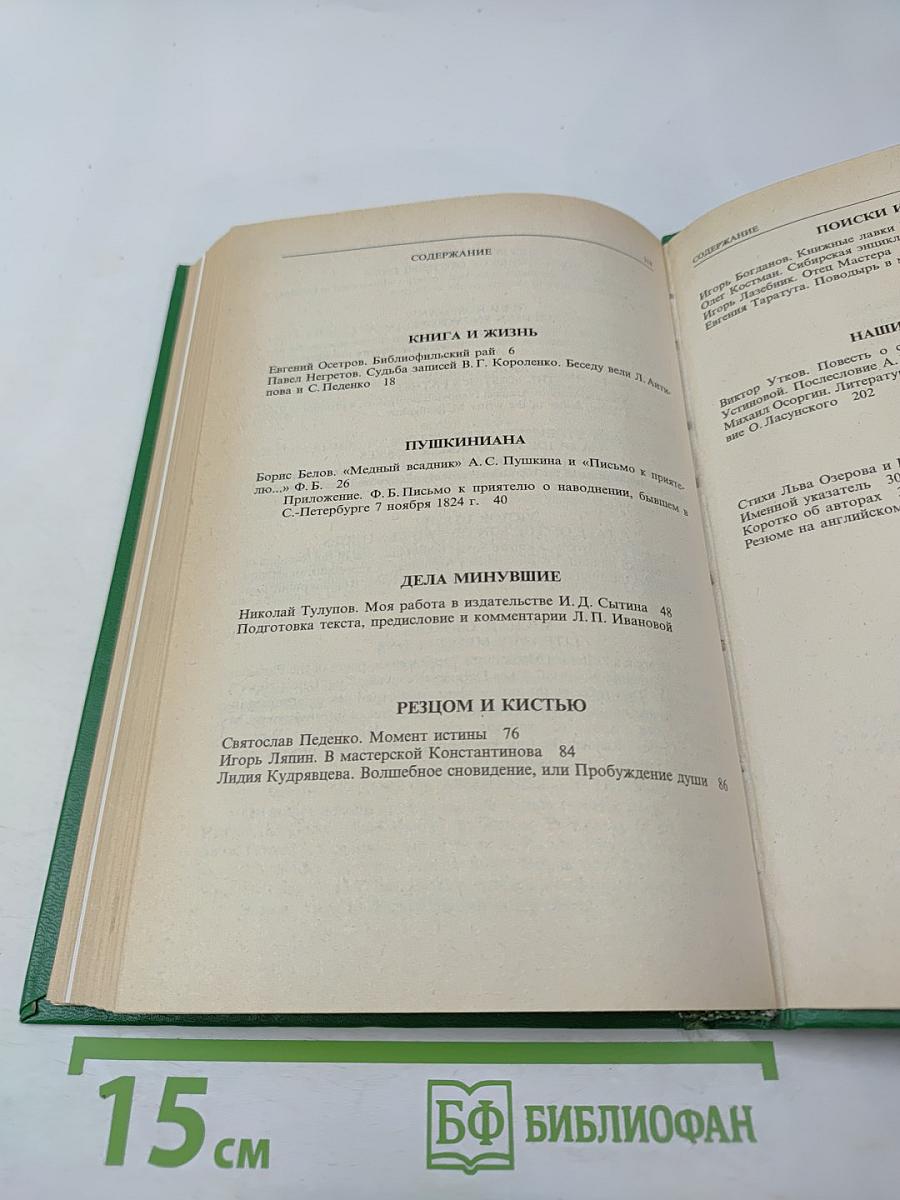 СОДЕРЖАНИЕ
КНИГА И ЖИЗНЬ
Евгений Осетров. Библиофильский рай 6
Павел Негретов. Судьба записей В. Г. Короленко. Беседу вели Л. Анти-
пова и С. Педенко 18
ПУШКИНИАНА
Борис Белов. «Медный всадник» А. С. Пушкина и «Письмо к прияте-
лю...» Ф. Б. 26
Приложение. Ф. Б. Письмо к приятелю о наводнении, бывшем в
С.-Петербурге 7 ноября 1824 г. 40
ДЕЛА МИНУВШИЕ
Николай Тулупов. Моя работа в издательстве И. Д. Сытина 48
Подготовка текста, предисловие и комментарии Л. П. Ивановой
РЕЗЦОМ И КИСТЬЮ
Святослав Педенко. Момент истины 76
Игорь Ляпин. В мастерской Константинова 84
Лидия Кудрявцева. Волшебное сновидение, или Пробуждение души 86
СОДЕРЖАНИЕ
ПОИСКИ И
Игорь Богданов. Книжные лавки
Олег Костман. Сибирская энцикл
Игорь Лазебник. Отец Мастера
Евгения Таратута. Поводырь в м
НАШИ
Виктор Утков. Повесть о
Устиновой. Послесловие А.
Михаил Осоргин. Литератур
вие О. Ласунского 202
Стихи Льва Озерова и
Именной указатель 30
Коротко об авторах
Резюме на английском
15 см
БФ БИБЛИОФАН